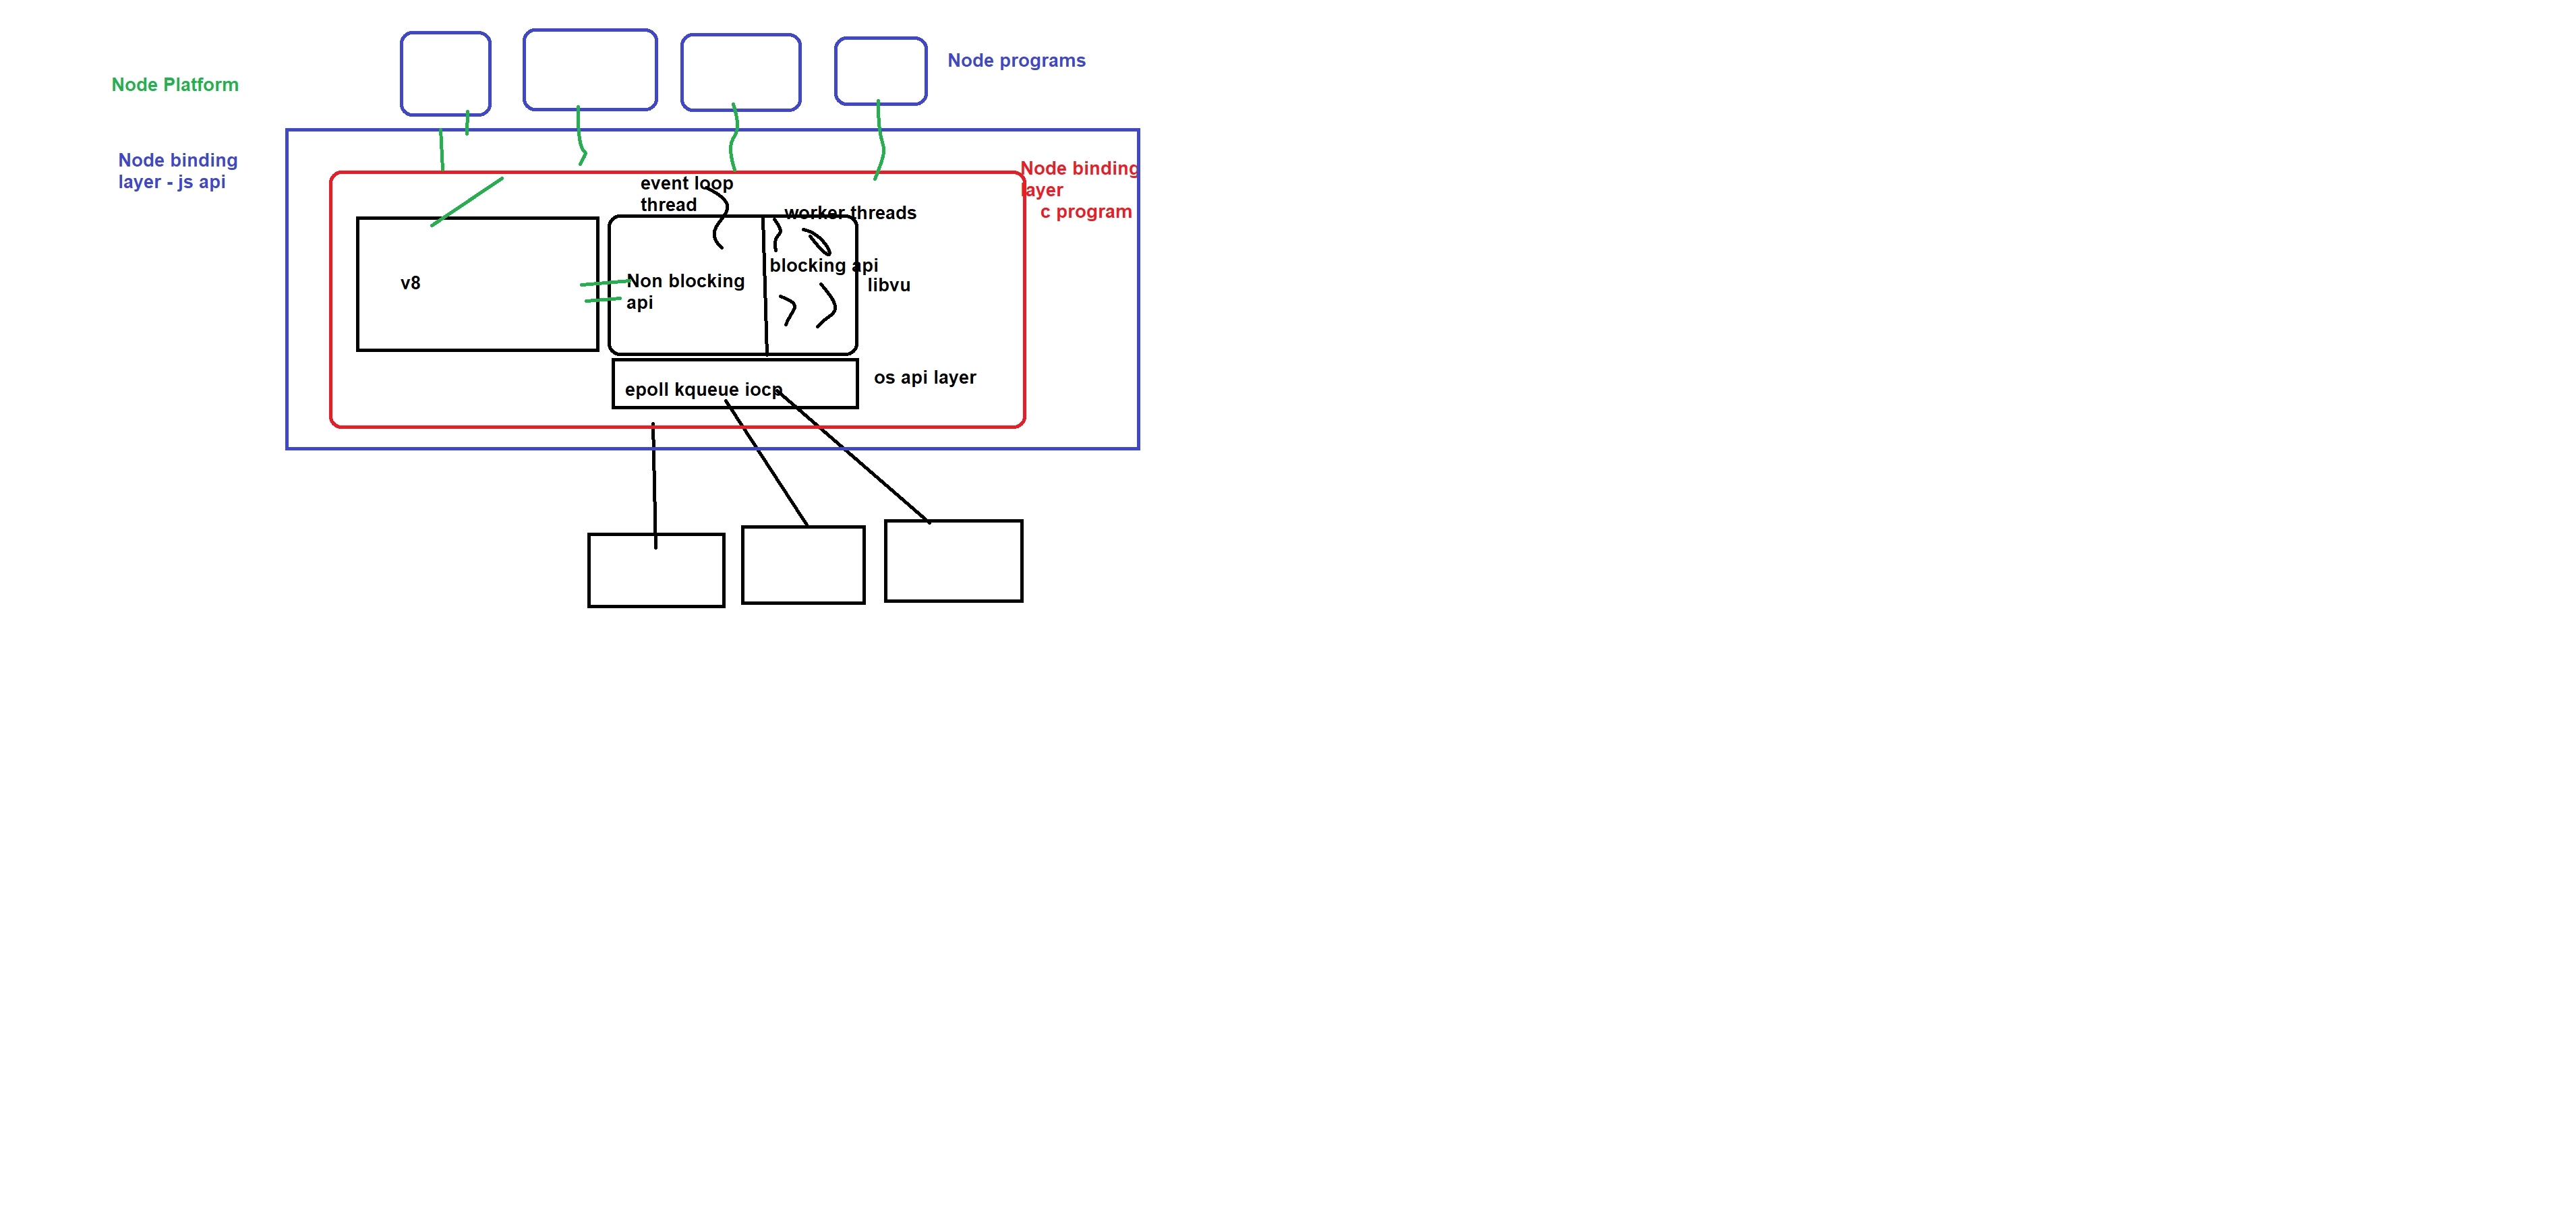 Node programs
Node Platform
Node binding
layer - js api
Node binding
layer
c program
event loop
thread
worker threads
blocking api
libvu
v8
Non blocking
api
os api layer
epoll kqueue iocp